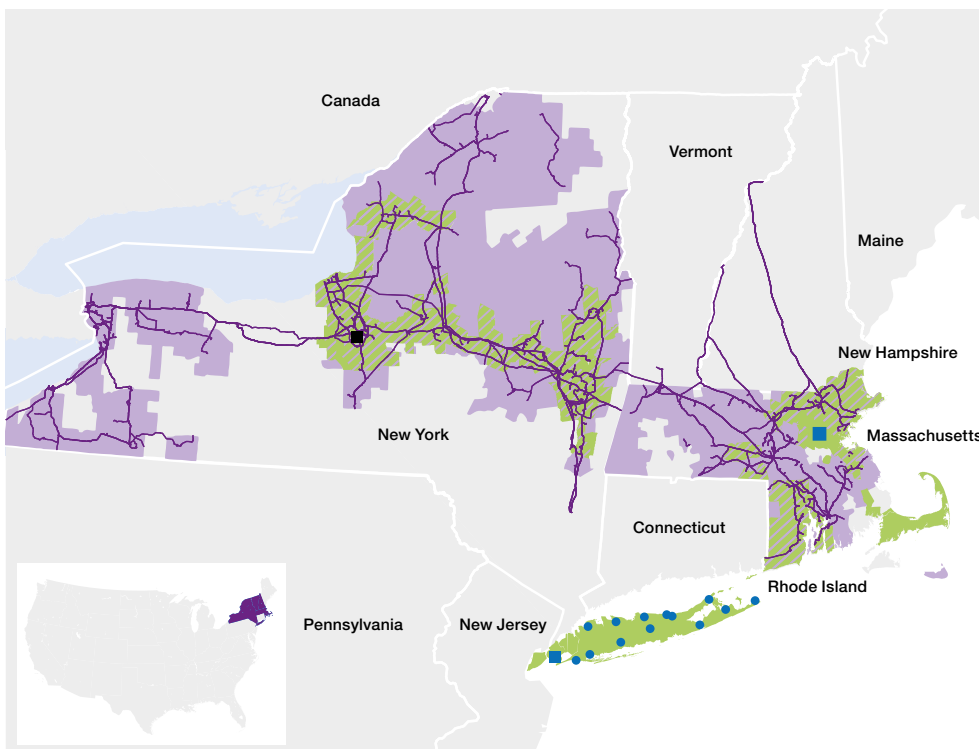 Canada
Vermont
Maine
New Hampshire
New York
Massachusetts
Connecticut
Rhode Island
Pennsylvania
New Jersey